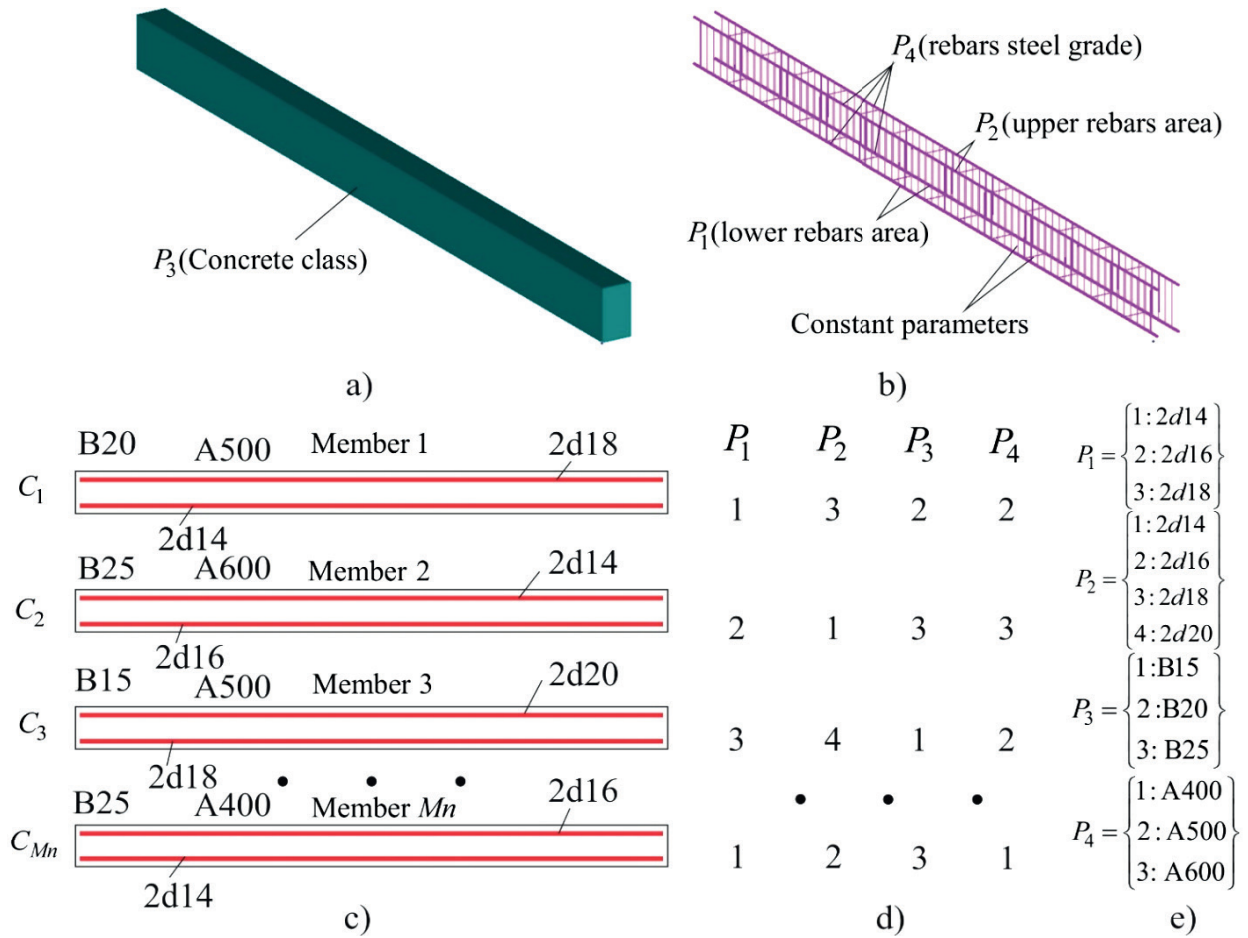 P4(rebars steel grade)
P2(upper rebars area)
P1(lower rebars area)
P3(Concrete class)
Constant parameters
a)
b)
B20 A500 Member 1 2d18
C1
2d14
B25 A600 Member 2 2d14
C2
2d16
B15 A500 Member 3 2d20
C3
2d18
B25 A400 Member Mn 2d16
CMn
2d14
c)
P1 P2 P3 P4
1 3 2 2
2 1 3 3
3 4 1 2
1 2 3 1
d)
P1 = {1:2d14
2:2d16
3:2d18}
P2 = {1:2d14
2:2d16
3:2d18
4:2d20}
P3 = {1:B15
2:B20
3:B25}
P4 = {1:A400
2:A500
3:A600}
e)